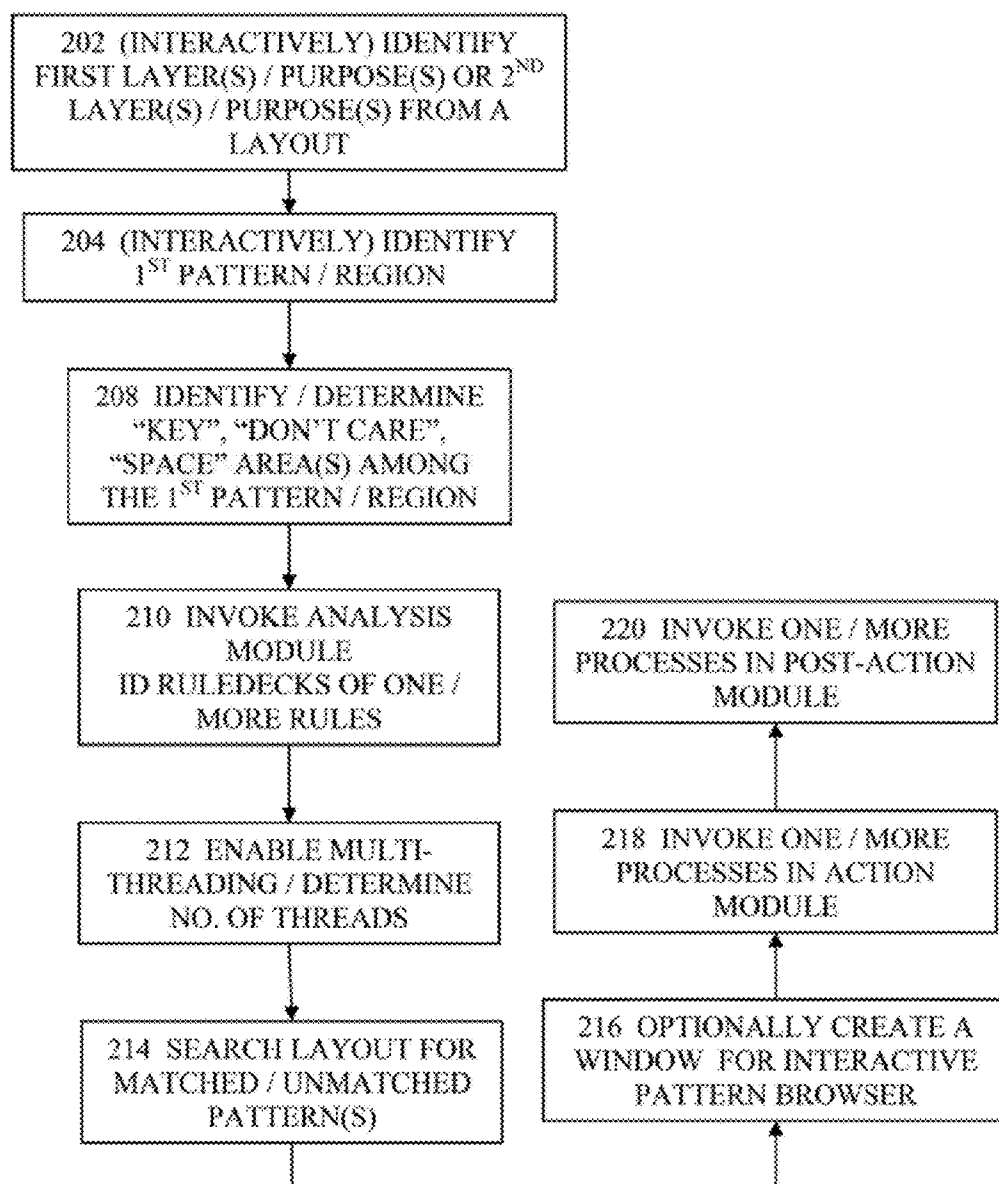 202 (INTERACTIVELY) IDENTIFY
FIRST LAYER(S) / PURPOSE(S) OR 2ND
LAYER(S) / PURPOSE(S) FROM A
LAYOUT
204 (INTERACTIVELY) IDENTIFY
1ST PATTERN / REGION
208 IDENTIFY / DETERMINE
“KEY”, “DON’T CARE”,
“SPACE” AREA(S) AMONG
THE 1ST PATTERN / REGION
210 INVOKE ANALYSIS
MODULE
ID RULEDECKS OF ONE /
MORE RULES
212 ENABLE MULTI-
THREADING / DETERMINE
NO. OF THREADS
214 SEARCH LAYOUT FOR
MATCHED / UNMATCHED
PATTERN(S)
216 OPTIONALLY CREATE A
WINDOW FOR INTERACTIVE
PATTERN BROWSER
218 INVOKE ONE / MORE
PROCESSES IN ACTION
MODULE
220 INVOKE ONE / MORE
PROCESSES IN POST-ACTION
MODULE